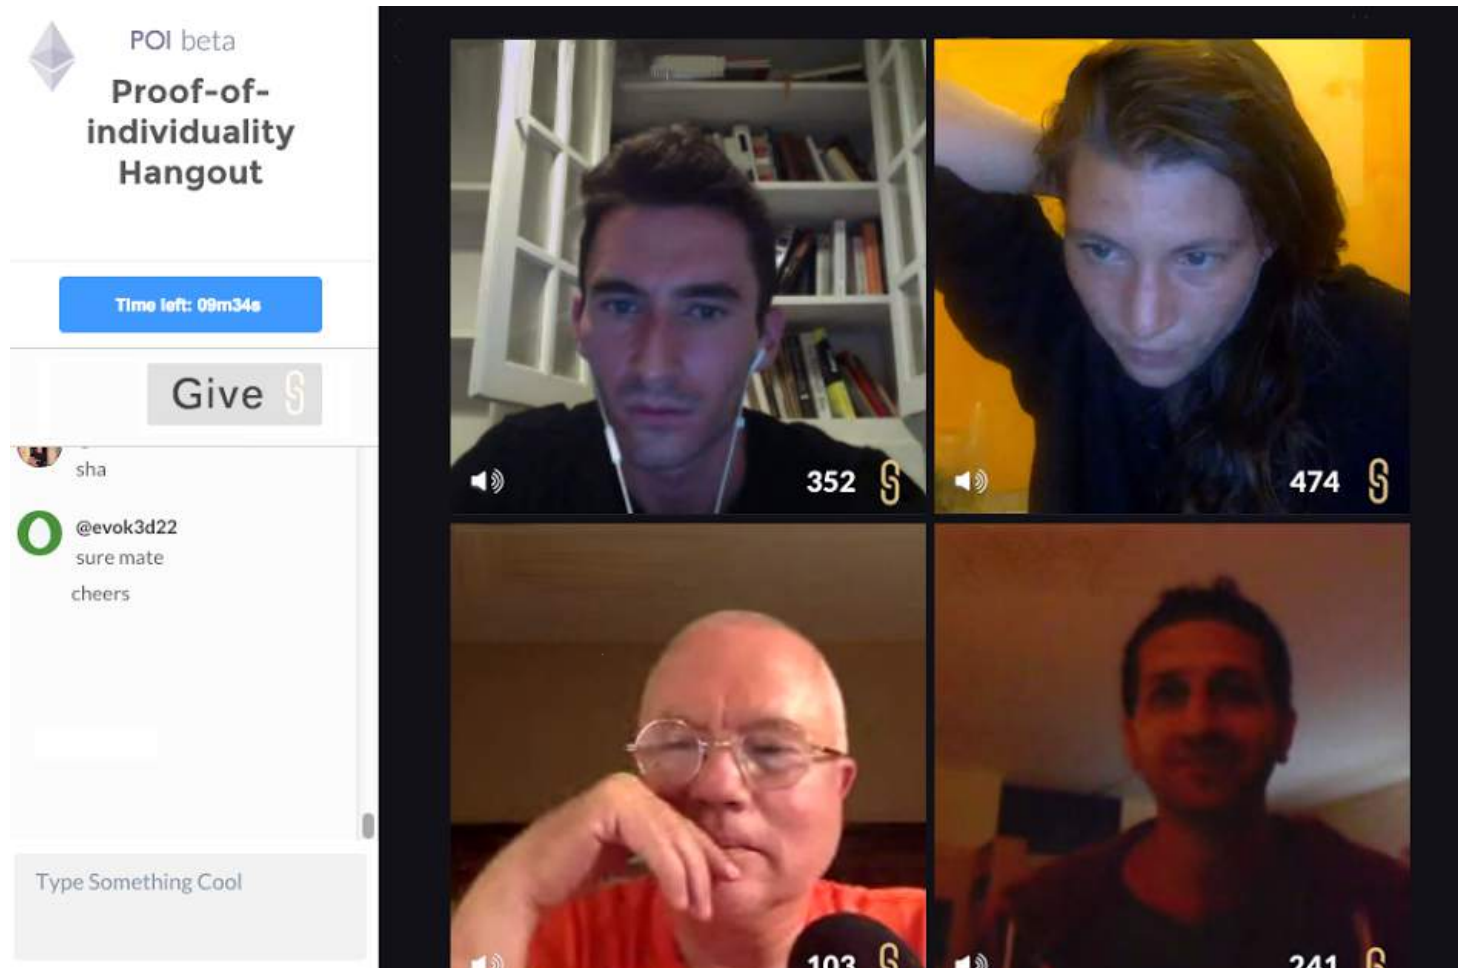 POI beta
Proof-of-
individuality
Hangout
Time left: 09m34s
Give
sha
@evok3d22
sure mate
cheers
Type Something Cool
352
474
103
241